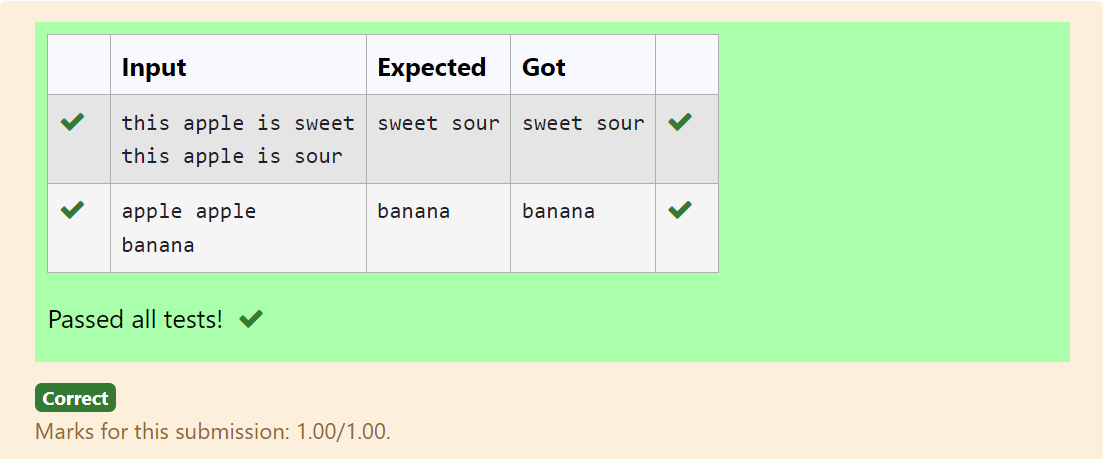 Input Expected Got
this apple is sweet sweet sour sweet sour
this apple is sour
apple apple banana banana
banana
Passed all tests!
Correct
Marks for this submission: 1.00/1.00.